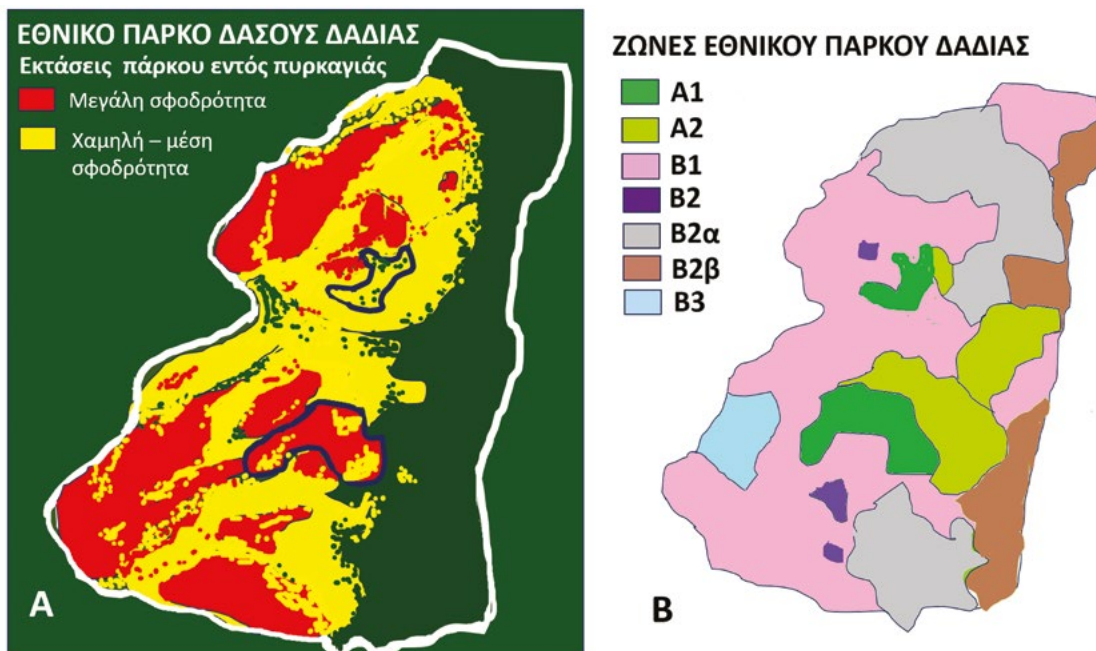 ΕΘΝΙΚΟ ΠΑΡΚΟ ΔΑΣΟΥΣ ΔΑΔΙΑΣ
Εκτάσεις πάρκου εντός πυρκαγιάς
Μεγάλη σφοδρότητα
Χαμηλή – μέση
σφοδρότητα
A
ΖΩΝΕΣ ΕΘΝΙΚΟΥ ΠΑΡΚΟΥ ΔΑΔΙΑΣ
A1
A2
B1
B2
B2α
B2β
B3
B